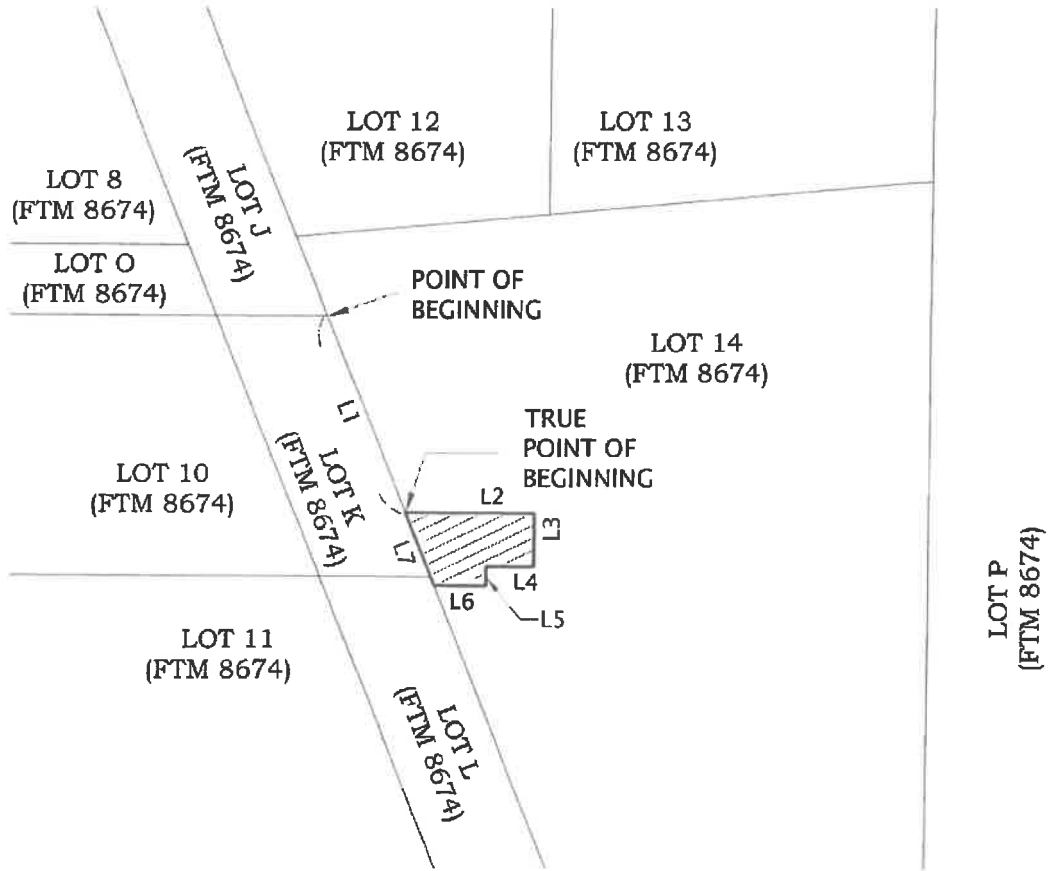 LOT 12
(FTM 8674)
LOT 13
(FTM 8674)
LOT J
(FTM 8674)
LOT 8
(FTM 8674)
LOT O
(FTM 8674)
POINT OF
BEGINNING
LOT 14
(FTM 8674)
L1
TRUE
POINT OF
BEGINNING
LOT K
(FTM 8674)
LOT 10
(FTM 8674)
L2
L3
L7
L4
L6
L5
LOT P
(FTM 8674)
LOT 11
(FTM 8674)
LOT L
(FTM 8674)